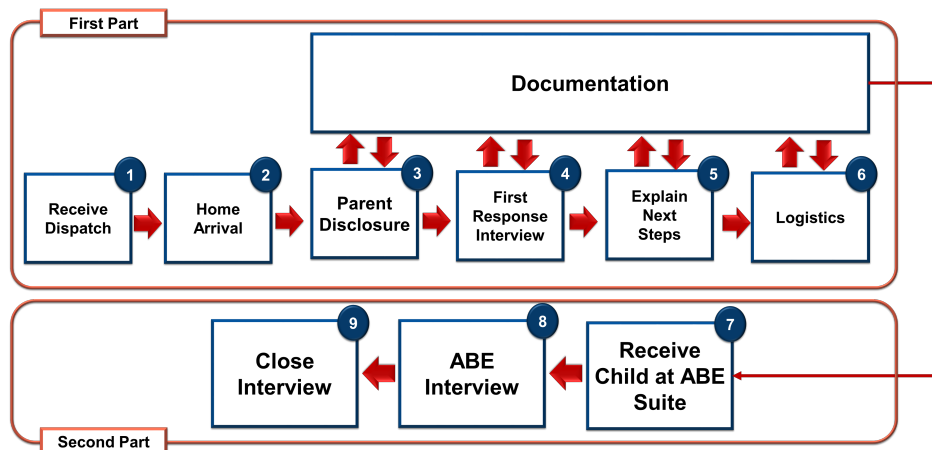 First Part
Documentation
1
Receive
Dispatch
2
Home
Arrival
3
Parent
Disclosure
4
First
Response
Interview
5
Explain
Next
Steps
6
Logistics
7
Receive
Child at ABE
Suite
8
ABE
Interview
9
Close
Interview
Second Part